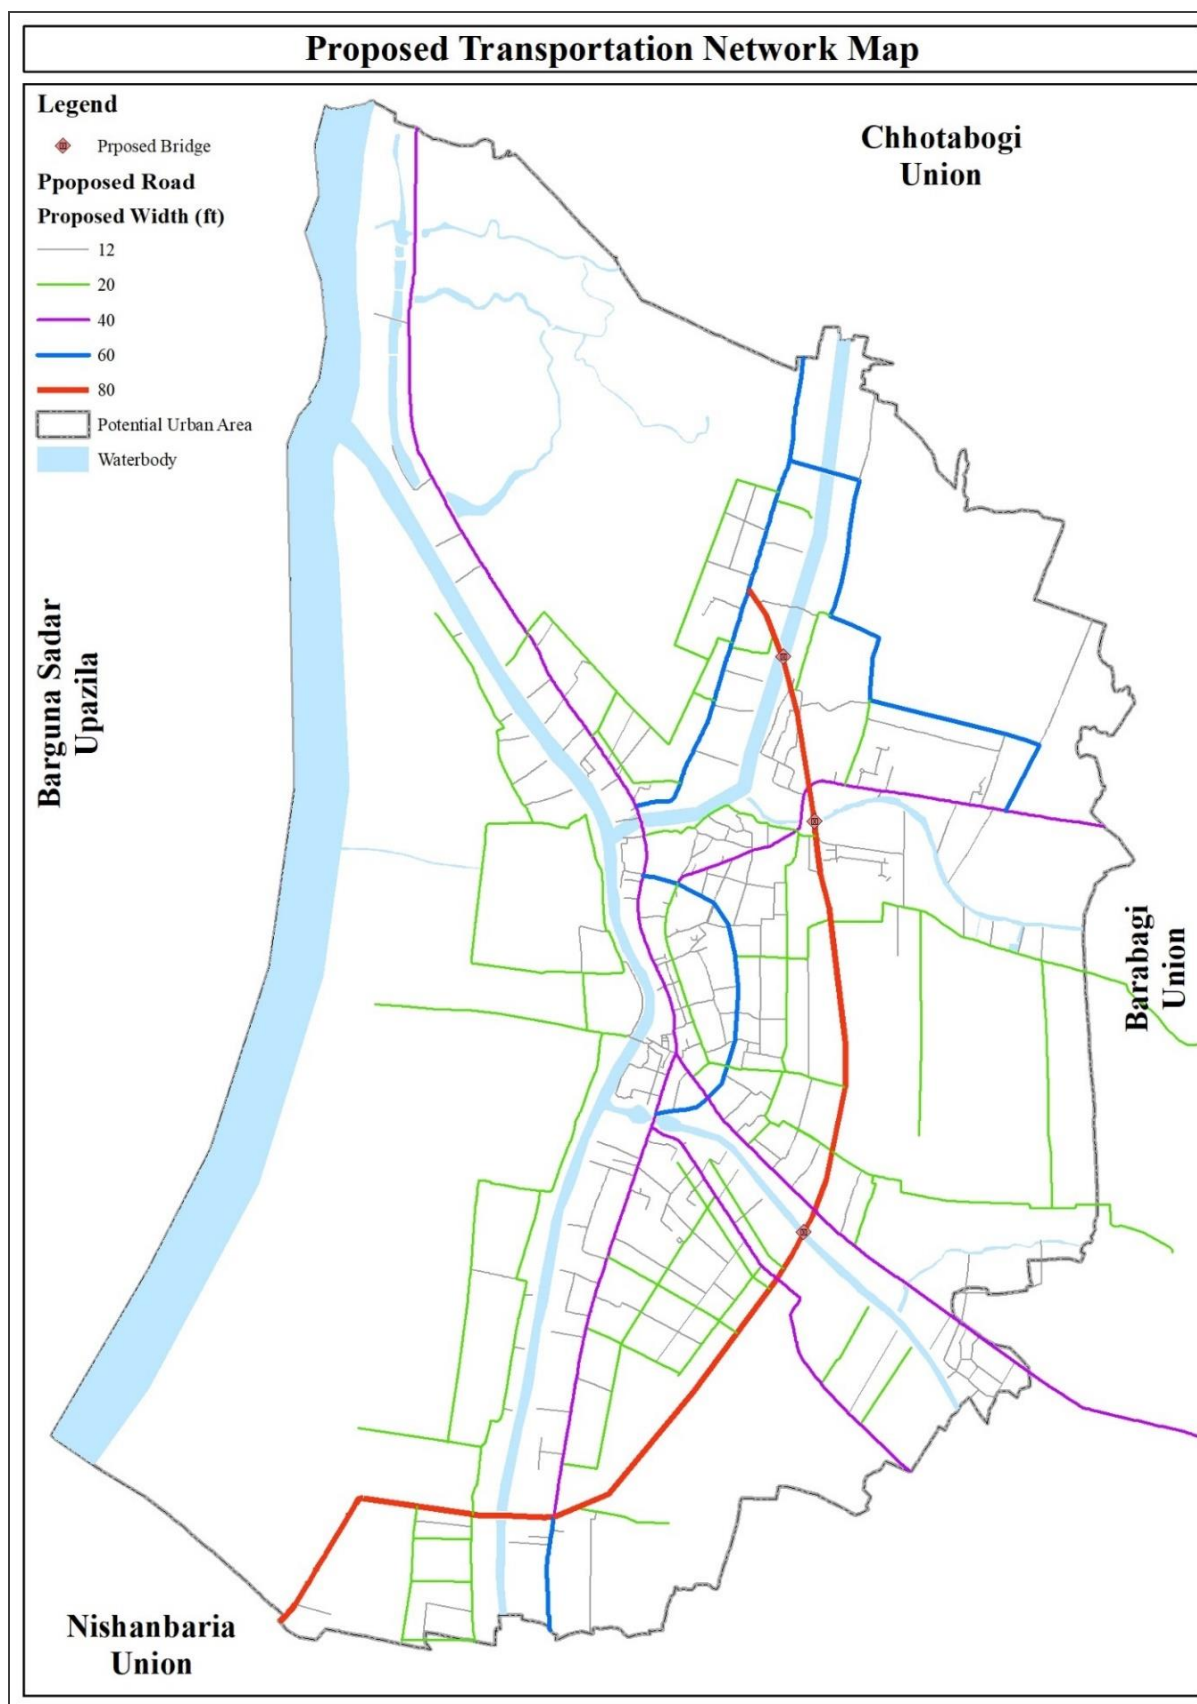 Proposed Transportation Network Map
Legend
Prposed Bridge
Ppoposed Road
Proposed Width (ft)
12
20
40
60
80
Potential Urban Area
Waterbody
Chhotabogi
Union
Barguna Sadar
Upazila
Barabagi
Union
Nishanbaria
Union